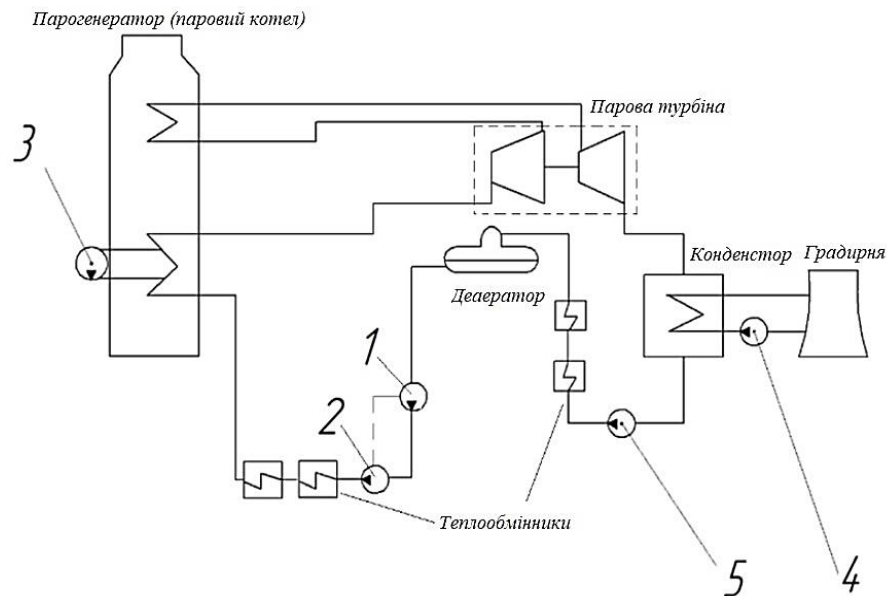 Парогенератор (паровий котел)
Парова турбіна
3
Конденстор
Градирня
Деаератор
1
2
Теплообмінники
5
4